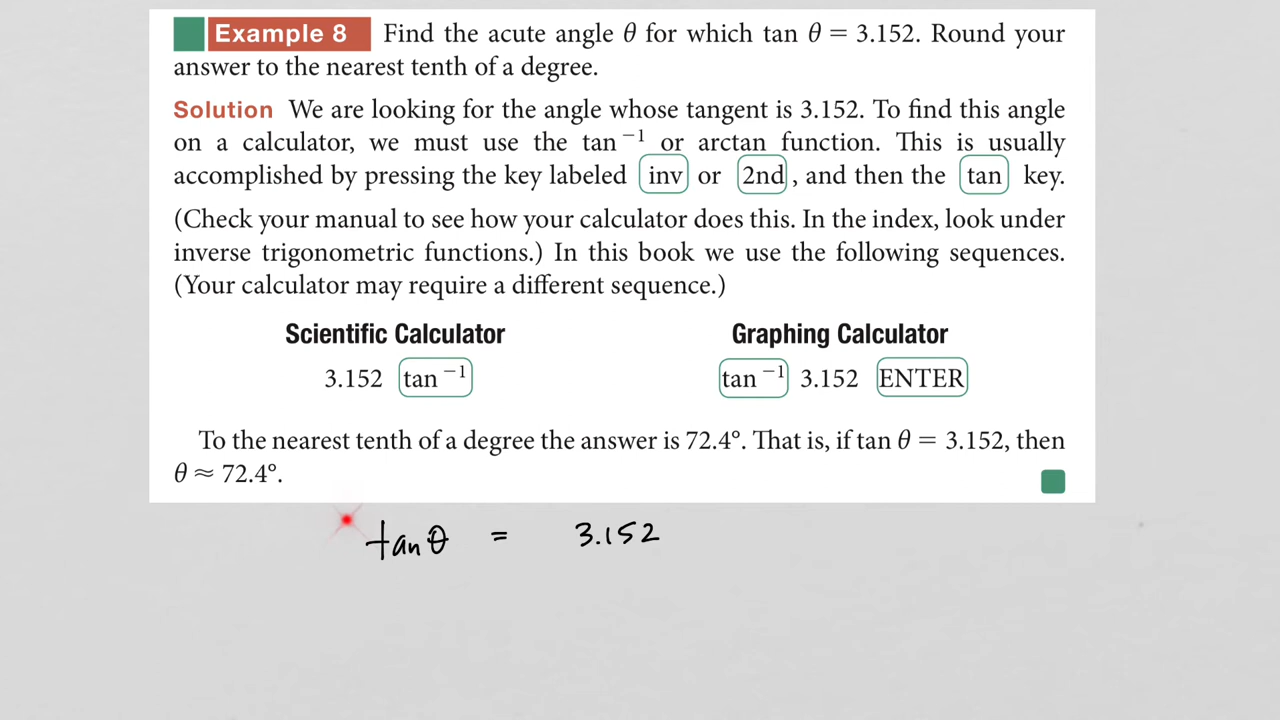 Example 8 Find the acute angle θ for which tan θ = 3.152. Round your
answer to the nearest tenth of a degree.
Solution We are looking for the angle whose tangent is 3.152. To find this angle
on a calculator, we must use the tan⁻¹ or arctan function. This is usually
accomplished by pressing the key labeled inv or 2nd, and then the tan key.
(Check your manual to see how your calculator does this. In the index, look under
inverse trigonometric functions.) In this book we use the following sequences.
(Your calculator may require a different sequence.)
Scientific Calculator Graphing Calculator
3.152 tan⁻¹ tan⁻¹ 3.152 ENTER
To the nearest tenth of a degree the answer is 72.4°. That is, if tan θ = 3.152, then
θ ≈ 72.4°.
tan θ = 3.152